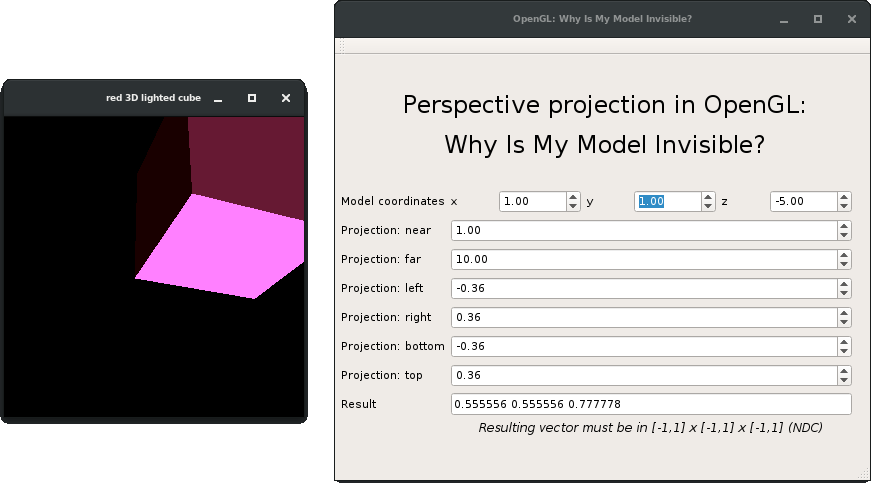 OpenGL: Why Is My Model Invisible?
red 3D lighted cube
Perspective projection in OpenGL:
Why Is My Model Invisible?
Model coordinates x 1.00 y 1.00 z -5.00
Projection: near 1.00
Projection: far 10.00
Projection: left -0.36
Projection: right 0.36
Projection: bottom -0.36
Projection: top 0.36
Result 0.555556 0.555556 0.777778
Resulting vector must be in [-1,1] x [-1,1] x [-1,1] (NDC)